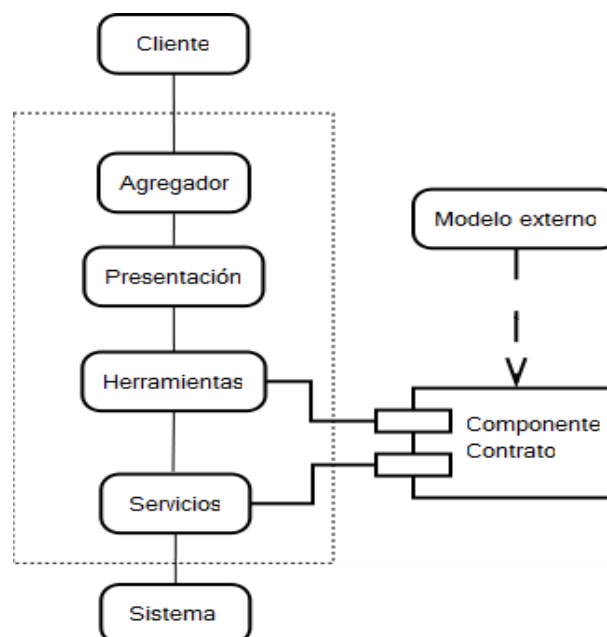 Cliente
Agregador
Presentación
Herramientas
Servicios
Sistema
Modelo externo
Componente
Contrato